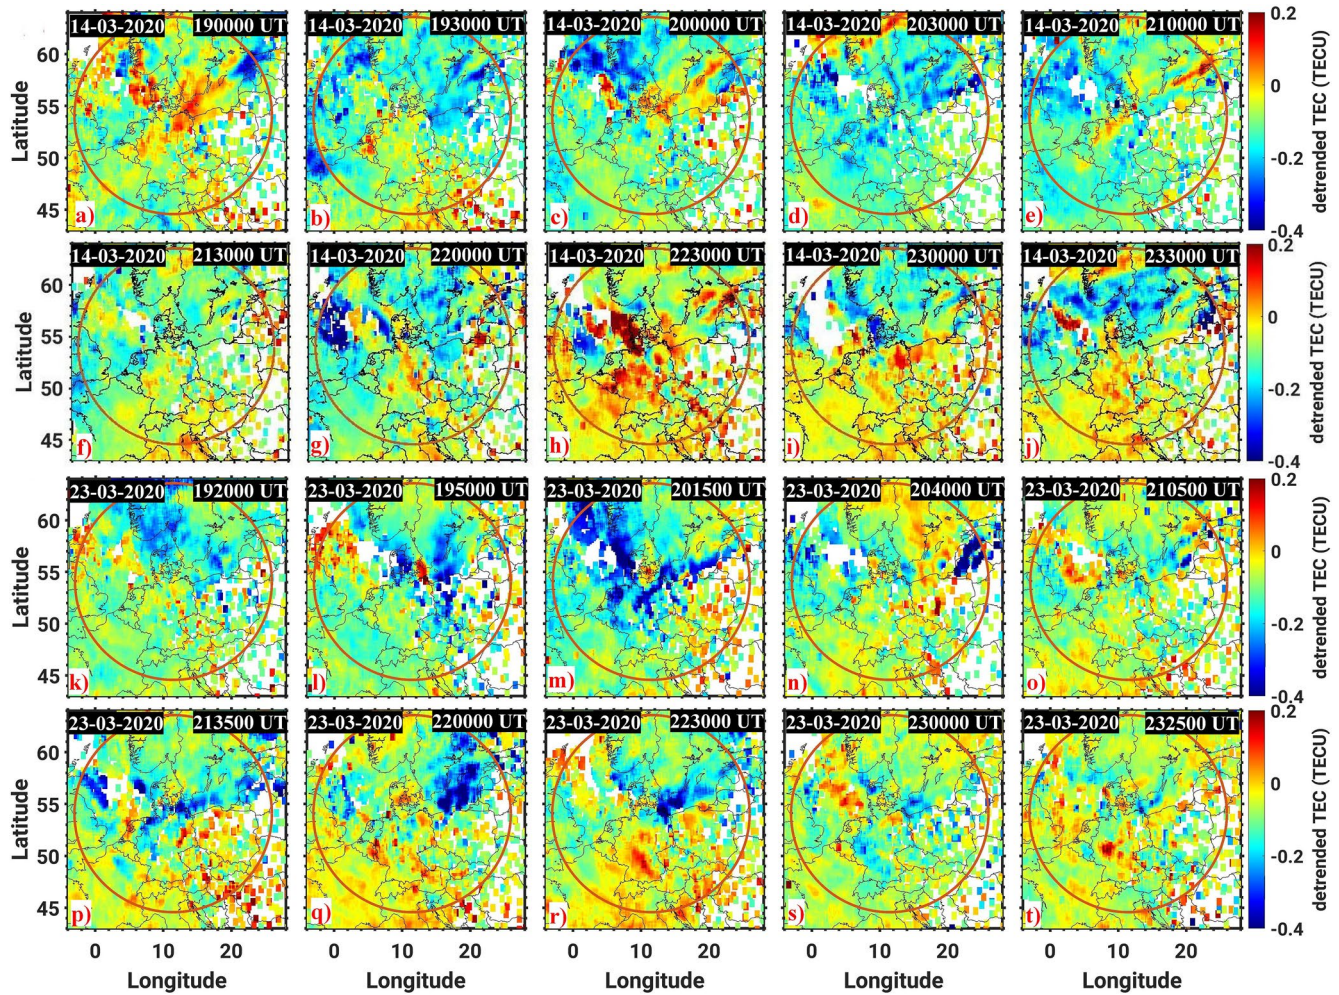 14-03-2020 190000 UT
14-03-2020 193000 UT
14-03-2020 200000 UT
14-03-2020 203000 UT
14-03-2020 210000 UT
0.2
0
-0.2
-0.4
detrended TEC (TECU)
60
55
50
45
Latitude
a)
b)
c)
d)
e)
14-03-2020 213000 UT
14-03-2020 220000 UT
14-03-2020 223000 UT
14-03-2020 230000 UT
14-03-2020 233000 UT
0.2
0
-0.2
-0.4
detrended TEC (TECU)
60
55
50
45
Latitude
f)
g)
h)
i)
j)
23-03-2020 192000 UT
23-03-2020 195000 UT
23-03-2020 201500 UT
23-03-2020 204000 UT
23-03-2020 210500 UT
0.2
0
-0.2
-0.4
detrended TEC (TECU)
60
55
50
45
Latitude
k)
l)
m)
n)
o)
23-03-2020 213500 UT
23-03-2020 220000 UT
23-03-2020 223000 UT
23-03-2020 230000 UT
23-03-2020 232500 UT
0.2
0
-0.2
-0.4
detrended TEC (TECU)
60
55
50
45
Latitude
p)
q)
r)
s)
t)
0 10 20
0 10 20
0 10 20
0 10 20
0 10 20
Longitude
Longitude
Longitude
Longitude
Longitude